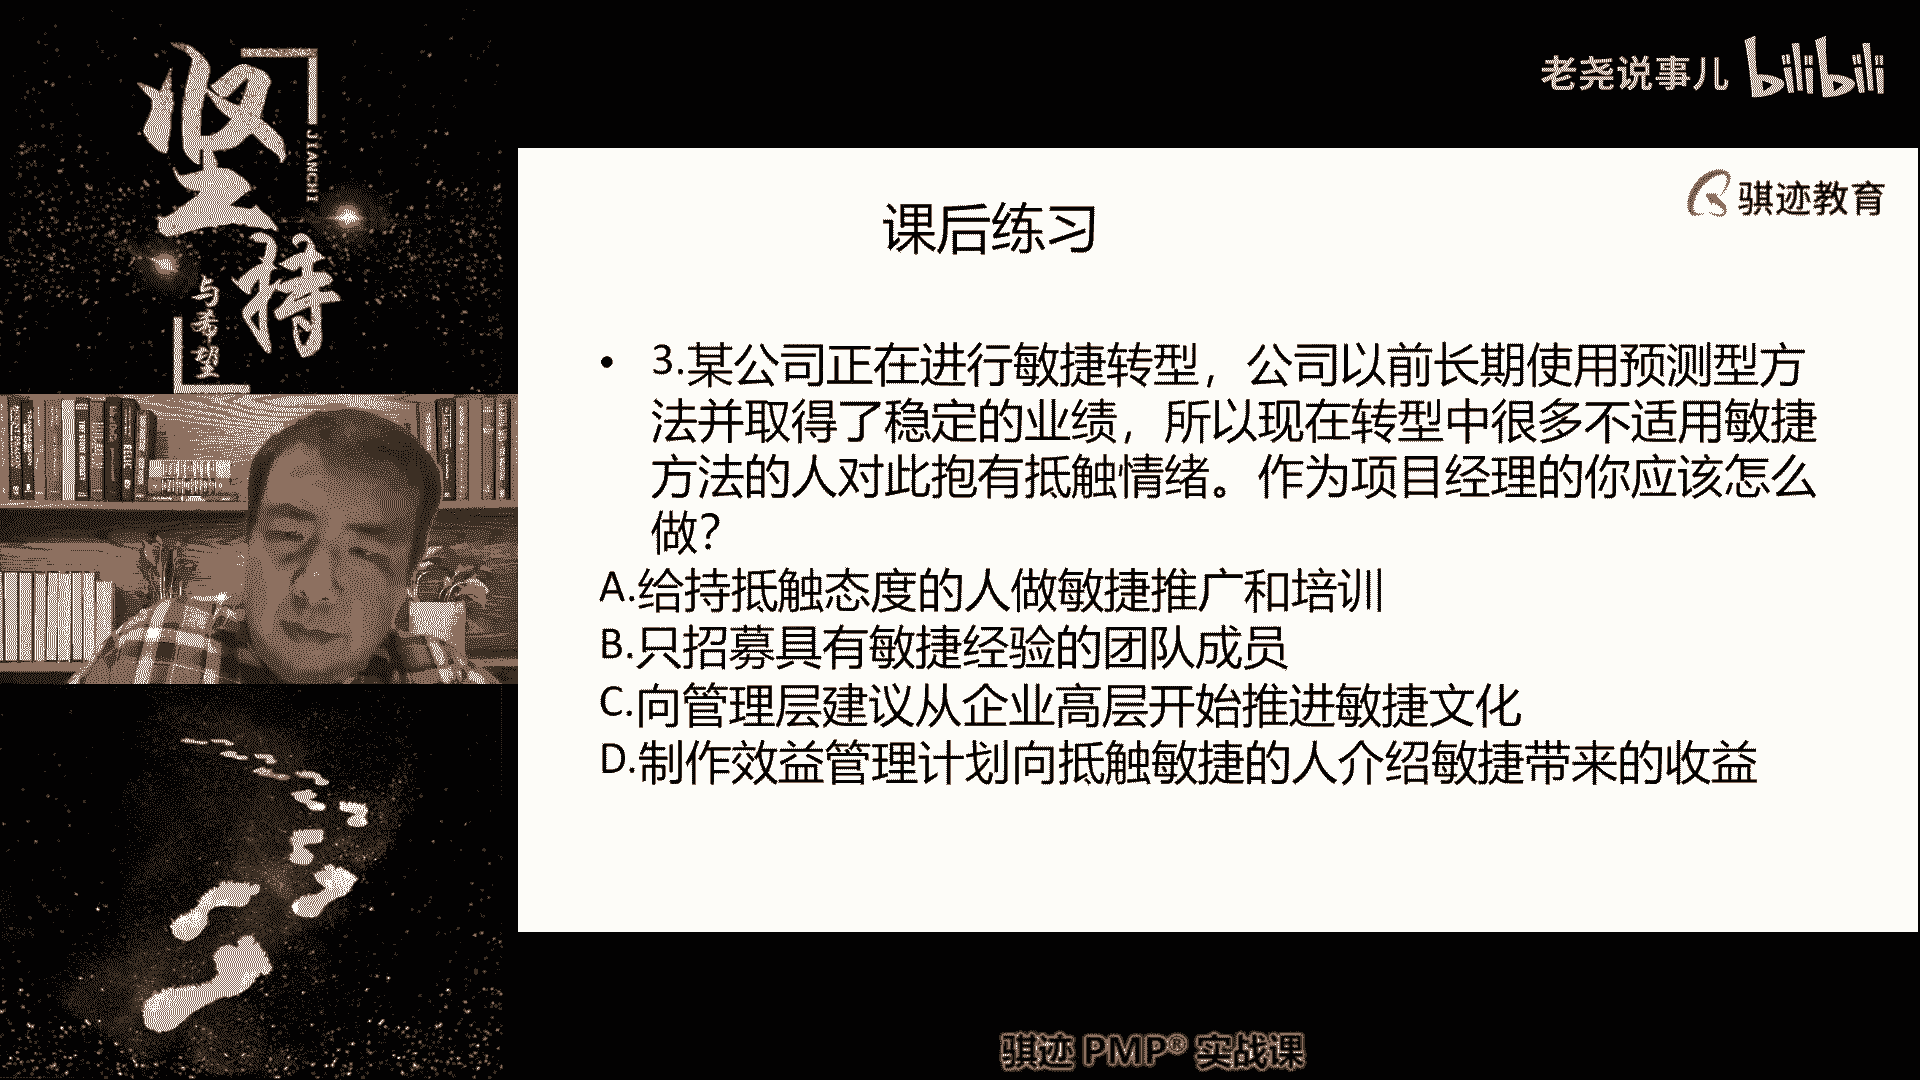 坚持
JIANCHI
与希望
老尧说事儿 bilibili
骐迹教育
课后练习
• 3.某公司正在进行敏捷转型，公司以前长期使用预测型方
法并取得了稳定的业绩，所以现在转型中很多不适用敏捷
方法的人对此抱有抵触情绪。作为项目经理的你应该怎么
做？
A.给持抵触态度的人做敏捷推广和培训
B.只招募具有敏捷经验的团队成员
C.向管理层建议从企业高层开始推进敏捷文化
D.制作效益管理计划向抵触敏捷的人介绍敏捷带来的收益
骐迹 PMP® 实战课